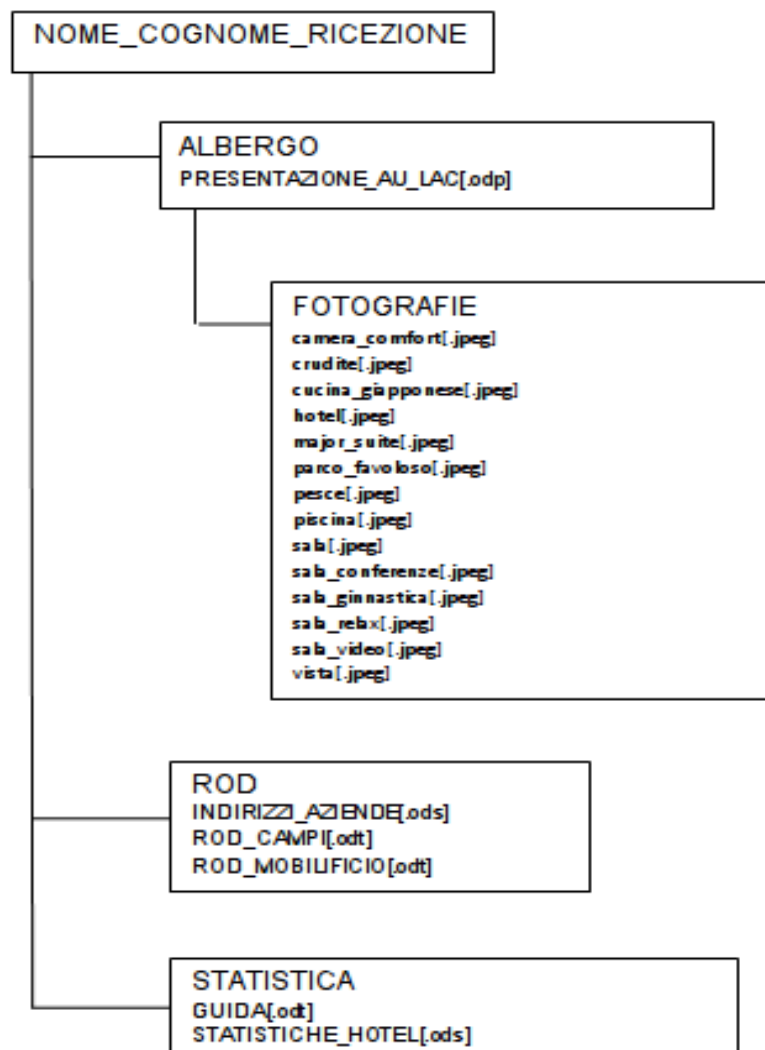 NOME_COGNOME_RICEZIONE
ALBERGO
PRESENTAZIONE_AU_LAC[.odp]
FOTOGRAFIE
camera_comfort[.jpeg]
crudite[.jpeg]
cucina_giapponese[.jpeg]
hotel[.jpeg]
major_suite[.jpeg]
parco_favoloso[.jpeg]
pesce[.jpeg]
piscina[.jpeg]
sala[.jpeg]
sala_conferenze[.jpeg]
sala_ginnastica[.jpeg]
sala_relax[.jpeg]
sala_video[.jpeg]
vista[.jpeg]
ROD
INDIRIZZI_AZIENDE[.ods]
ROD_CAMPI[.odt]
ROD_MOBILIFICIO[.odt]
STATISTICA
GUIDA[.odt]
STATISTICHE_HOTEL[.ods]